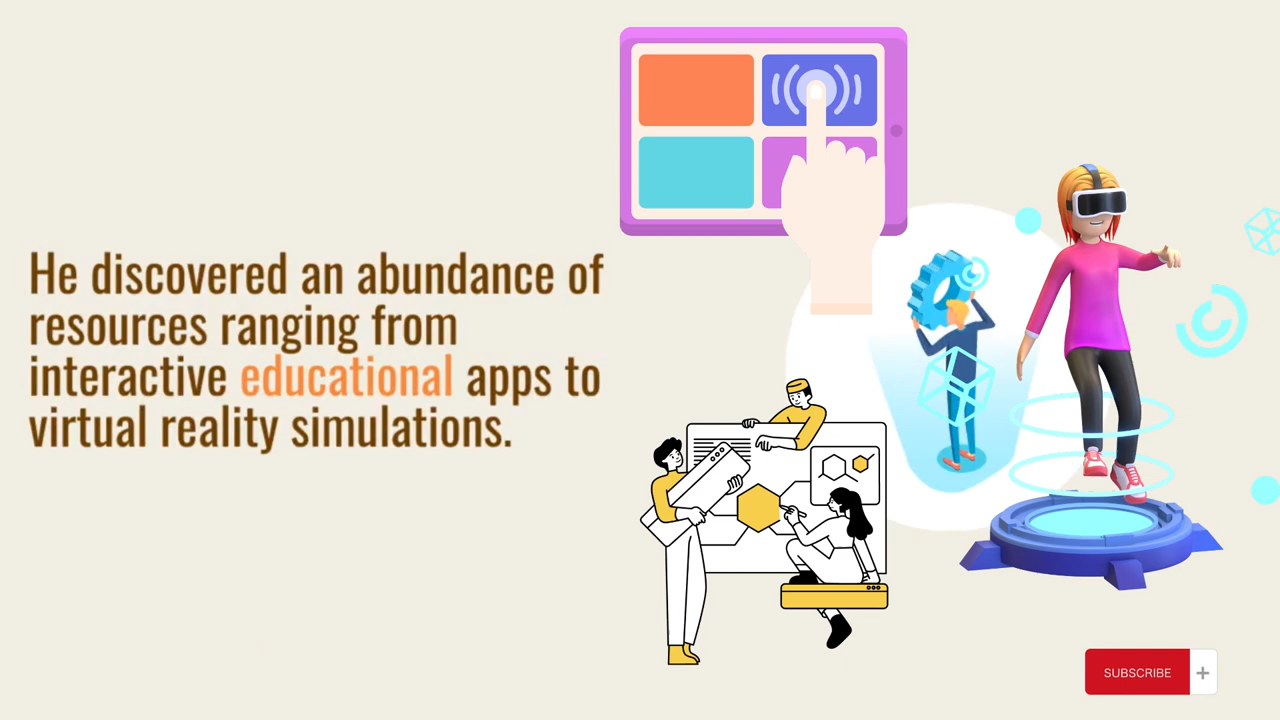 He discovered an abundance of
resources ranging from
interactive educational apps to
virtual reality simulations.
SUBSCRIBE +